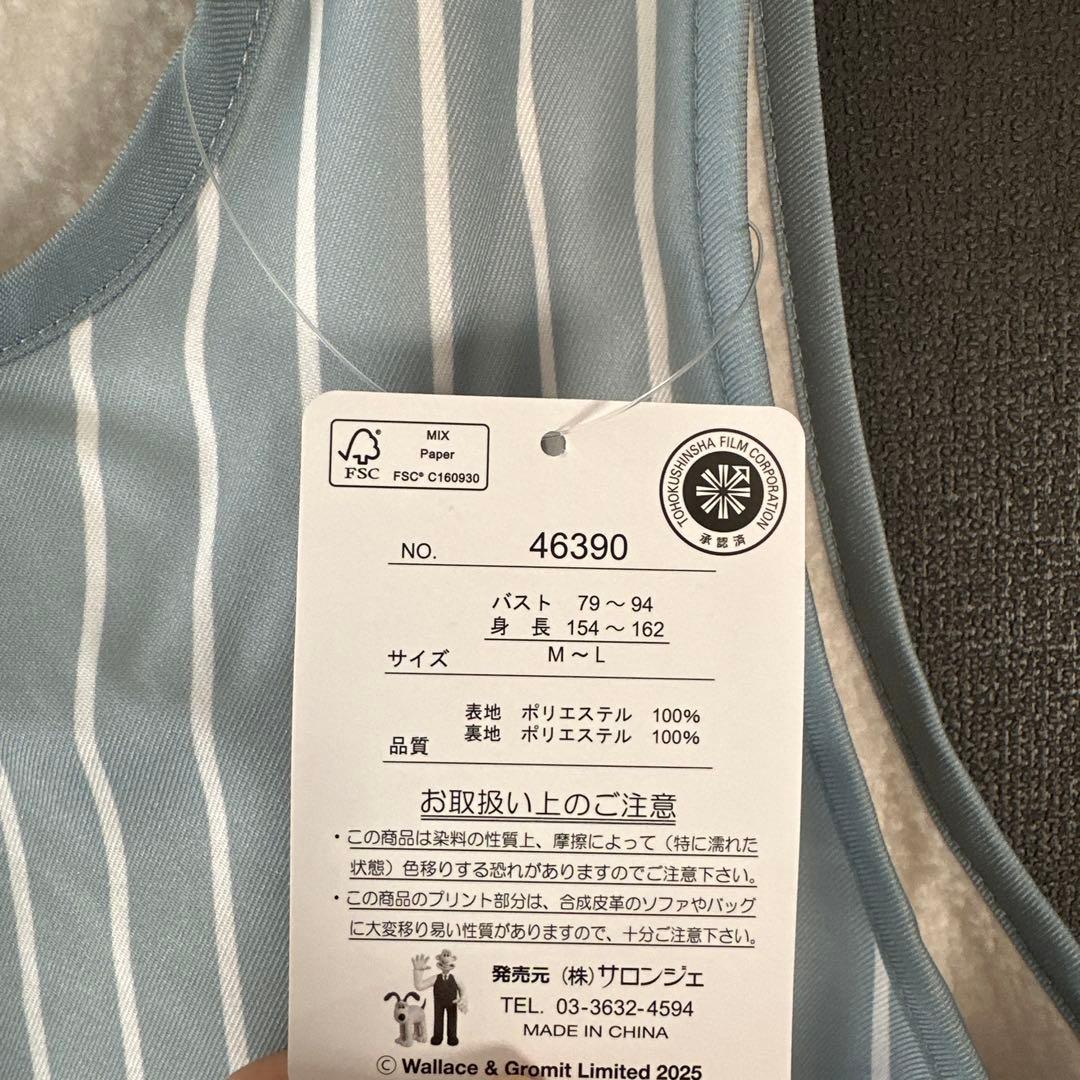 MIX
Paper
FSC® C160930
FSC
TOHOKUSHINSHA FILM CORPORATION
承認済
NO. 46390
バスト 79～94
身長 154～162
サイズ M～L
表地 ポリエステル 100%
裏地 ポリエステル 100%
品質
お取扱い上のご注意
・この商品は染料の性質上、摩擦によって（特に濡れた
状態）色移りする恐れがありますのでご注意下さい。
・この商品のプリント部分は、合成皮革のソファやバッグ
に大変移り易い性質がありますので、十分ご注意下さい。
発売元（株）サロンジェ
TEL. 03-3632-4594
MADE IN CHINA
© Wallace & Gromit Limited 2025